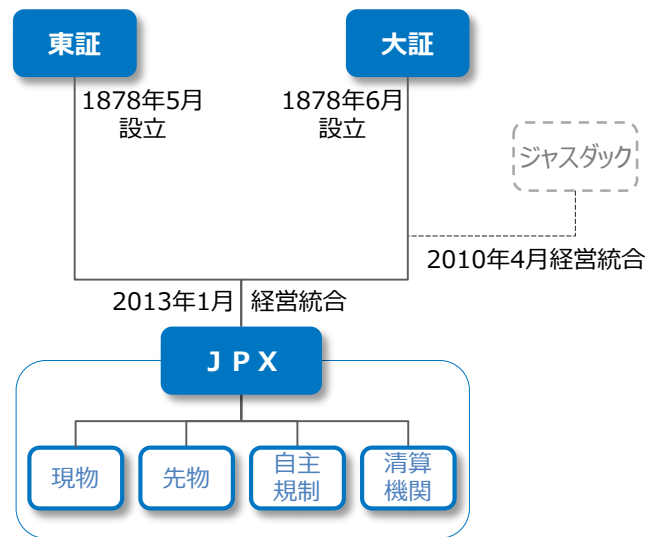 東証
大証
1878年5月
設立
1878年6月
設立
ジャスダック
2010年4月経営統合
2013年1月 経営統合
ＪＰＸ
現物
先物
自主
規制
清算
機関